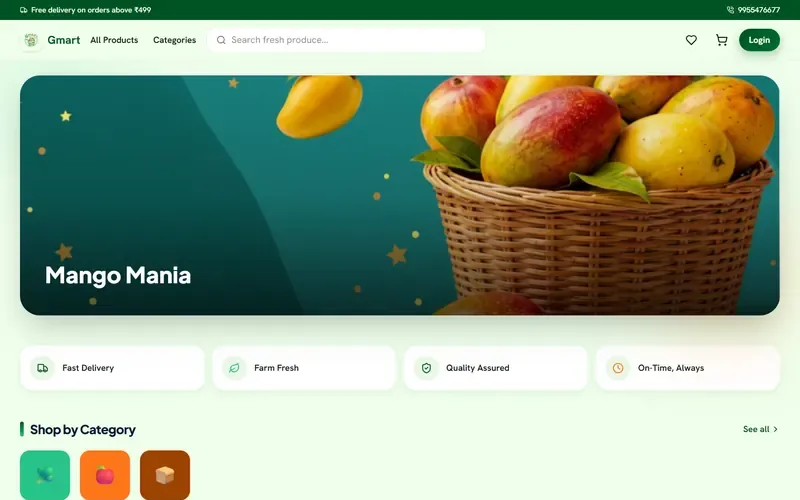 Free delivery on orders above ₹499
9955476677
Gmart
All Products
Categories
Search fresh produce...
Login
Mango Mania
Fast Delivery
Farm Fresh
Quality Assured
On-Time, Always
Shop by Category
See all